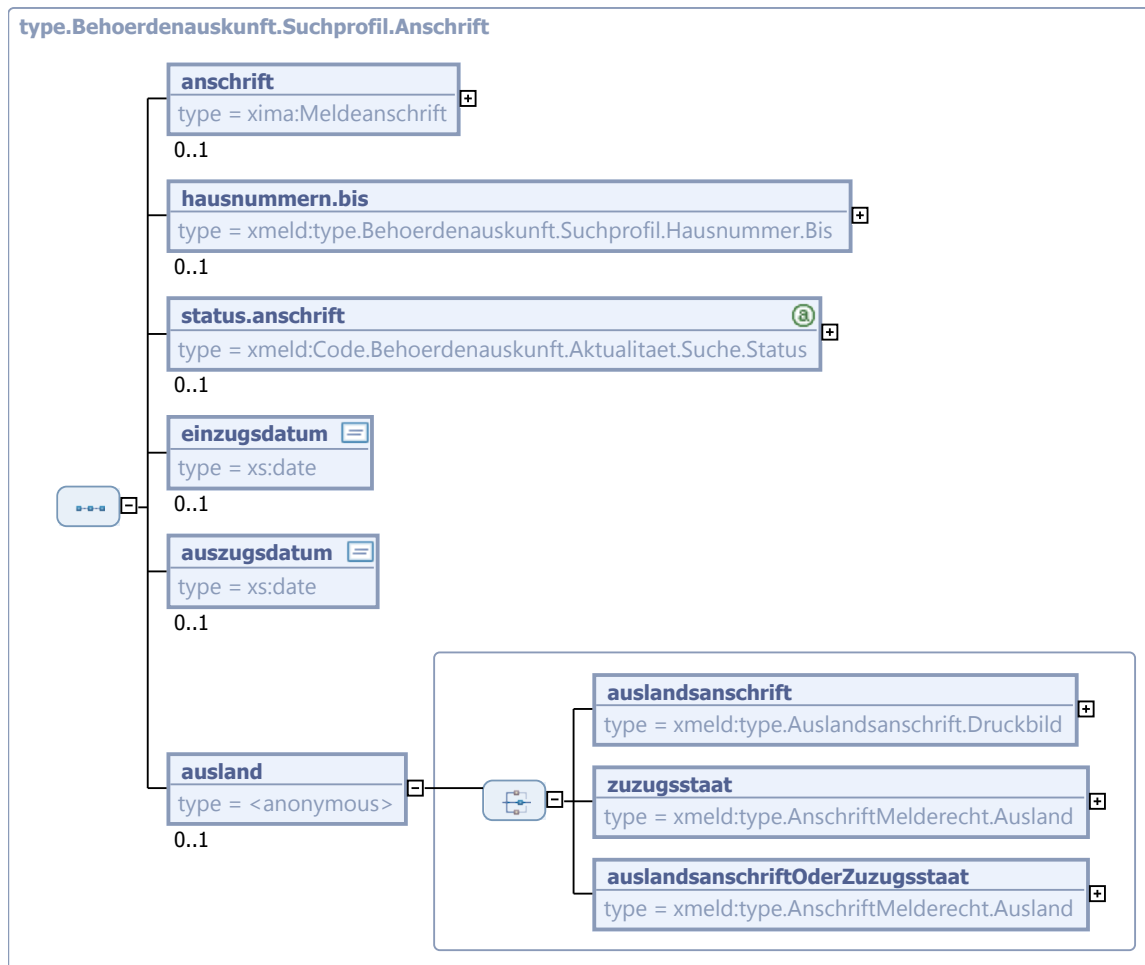 type.Behoerdenauskunft.Suchprofil.Anschrift
anschrift
type = xima:Meldeanschrift
0..1
hausnummern.bis
type = xmeld:type.Behoerdenauskunft.Suchprofil.Hausnummer.Bis
0..1
status.anschrift
a
type = xmeld:Code.Behoerdenauskunft.Aktualitaet.Suche.Status
0..1
einzugsdatum
type = xs:date
0..1
auszugsdatum
type = xs:date
0..1
auslandsanschrift
type = xmeld:type.Auslandsanschrift.Druckbild
ausland
type = <anonymous>
0..1
zuzugsstaat
type = xmeld:type.AnschriftMelderecht.Ausland
auslandsanschriftOderZuzugsstaat
type = xmeld:type.AnschriftMelderecht.Ausland